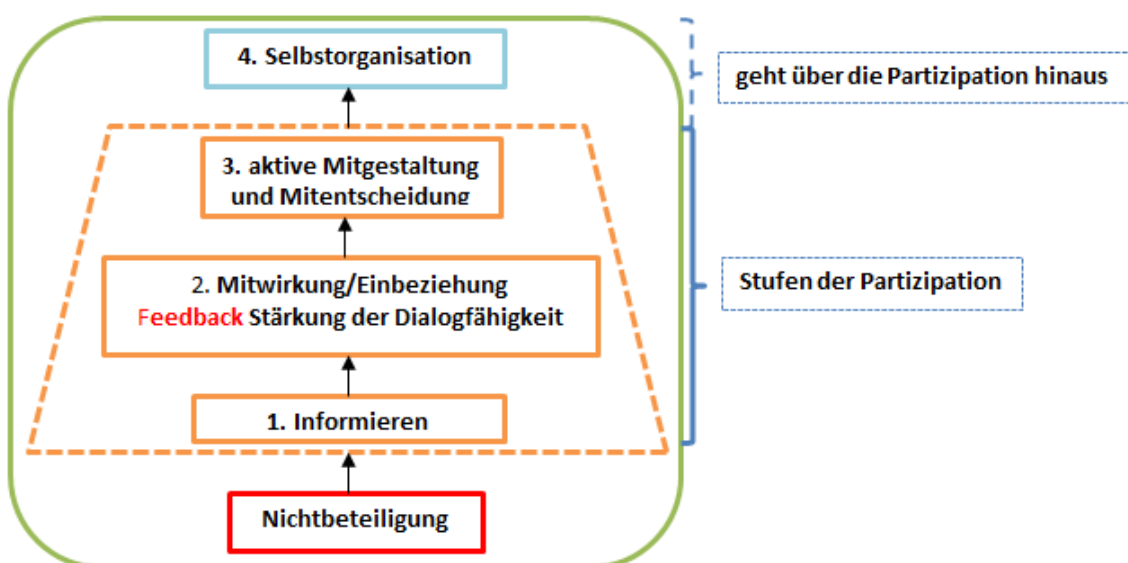 4. Selbstorganisation
geht über die Partizipation hinaus
3. aktive Mitgestaltung
und Mitentscheidung
2. Mitwirkung/Einbeziehung
Feedback Stärkung der Dialogfähigkeit
Stufen der Partizipation
1. Informieren
Nichtbeteiligung